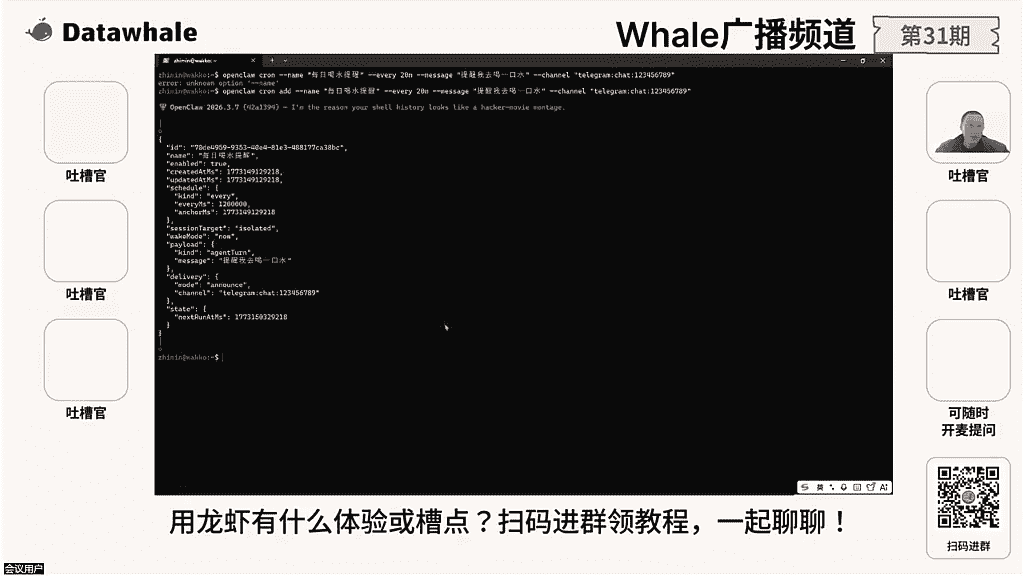 Datawhale
Whale广播频道
第31期
zhimin@wakko: ~
zhimin@wakko:~$ openclaw cron --name "每日喝水提醒" --every 20m --message "提醒我去喝一口水" --channel "telegram:chat:123456789"
error: unknown option '--name'
zhimin@wakko:~$ openclaw cron add --name "每日喝水提醒" --every 20m --message "提醒我去喝一口水" --channel "telegram:chat:123456789"
OpenClaw 2026.3.7 (42a1394) — I'm the reason your shell history looks like a hacker-movie montage.
{
"id": "78de4959-9353-40e4-81e3-488177ca38bc",
"name": "每日喝水提醒",
"enabled": true,
"createdAtMs": 1773149129218,
"updatedAtMs": 1773149129218,
"schedule": {
"kind": "every",
"everyMs": 1200000,
"anchorMs": 1773149129218
},
"sessionTarget": "isolated",
"wakeMode": "now",
"payload": {
"kind": "agentTurn",
"message": "提醒我去喝一口水"
},
"delivery": {
"mode": "announce",
"channel": "telegram:chat:123456789"
},
"state": {
"nextRunAtMs": 1773150329218
}
}
zhimin@wakko:~$
吐槽官
吐槽官
吐槽官
吐槽官
吐槽官
可随时
开麦提问
扫码进群
英
AI
用龙虾有什么体验或槽点？扫码进群领教程，一起聊聊！
会议用户